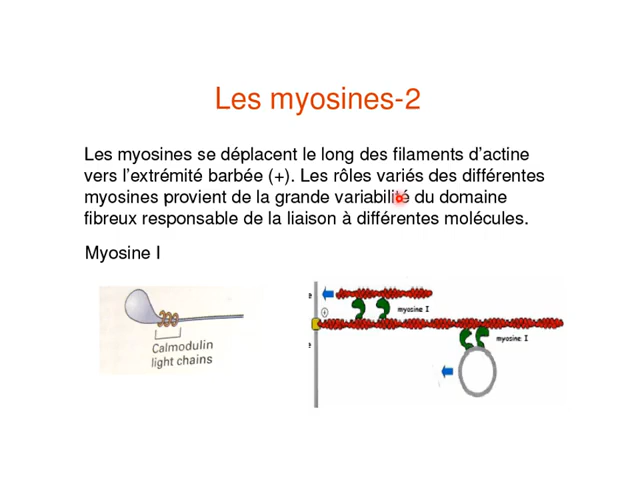 Les myosines-2
Les myosines se déplacent le long des filaments d'actine
vers l'extrémité barbée (+). Les rôles variés des différentes
myosines provient de la grande variabilité du domaine
fibreux responsable de la liaison à différentes molécules.
Myosine I
Calmodulin
light chains
e
myosine I
+
e
myosine I